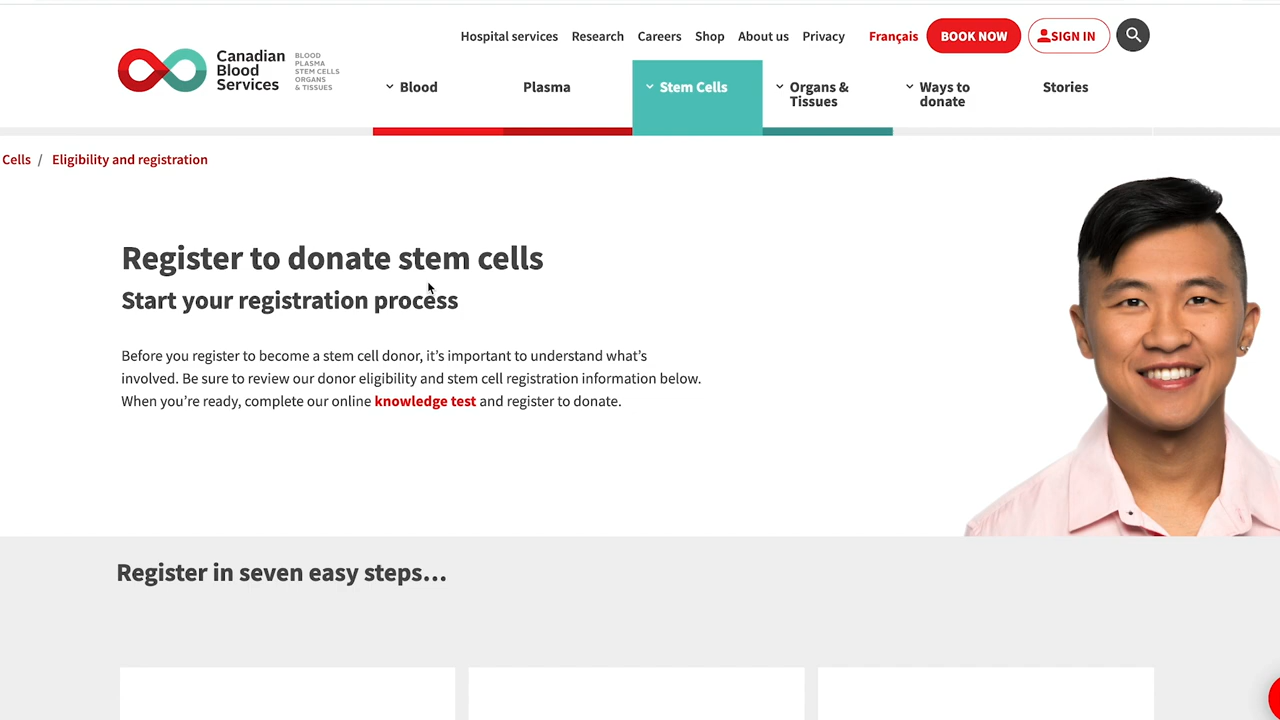 Hospital services Research Careers Shop About us Privacy Français BOOK NOW SIGN IN
Canadian
Blood
Services
BLOOD
PLASMA
STEM CELLS
ORGANS
& TISSUES
Blood Plasma Stem Cells Organs & Tissues Ways to donate Stories
Cells / Eligibility and registration
Register to donate stem cells
Start your registration process
Before you register to become a stem cell donor, it's important to understand what's
involved. Be sure to review our donor eligibility and stem cell registration information below.
When you're ready, complete our online knowledge test and register to donate.
Register in seven easy steps...